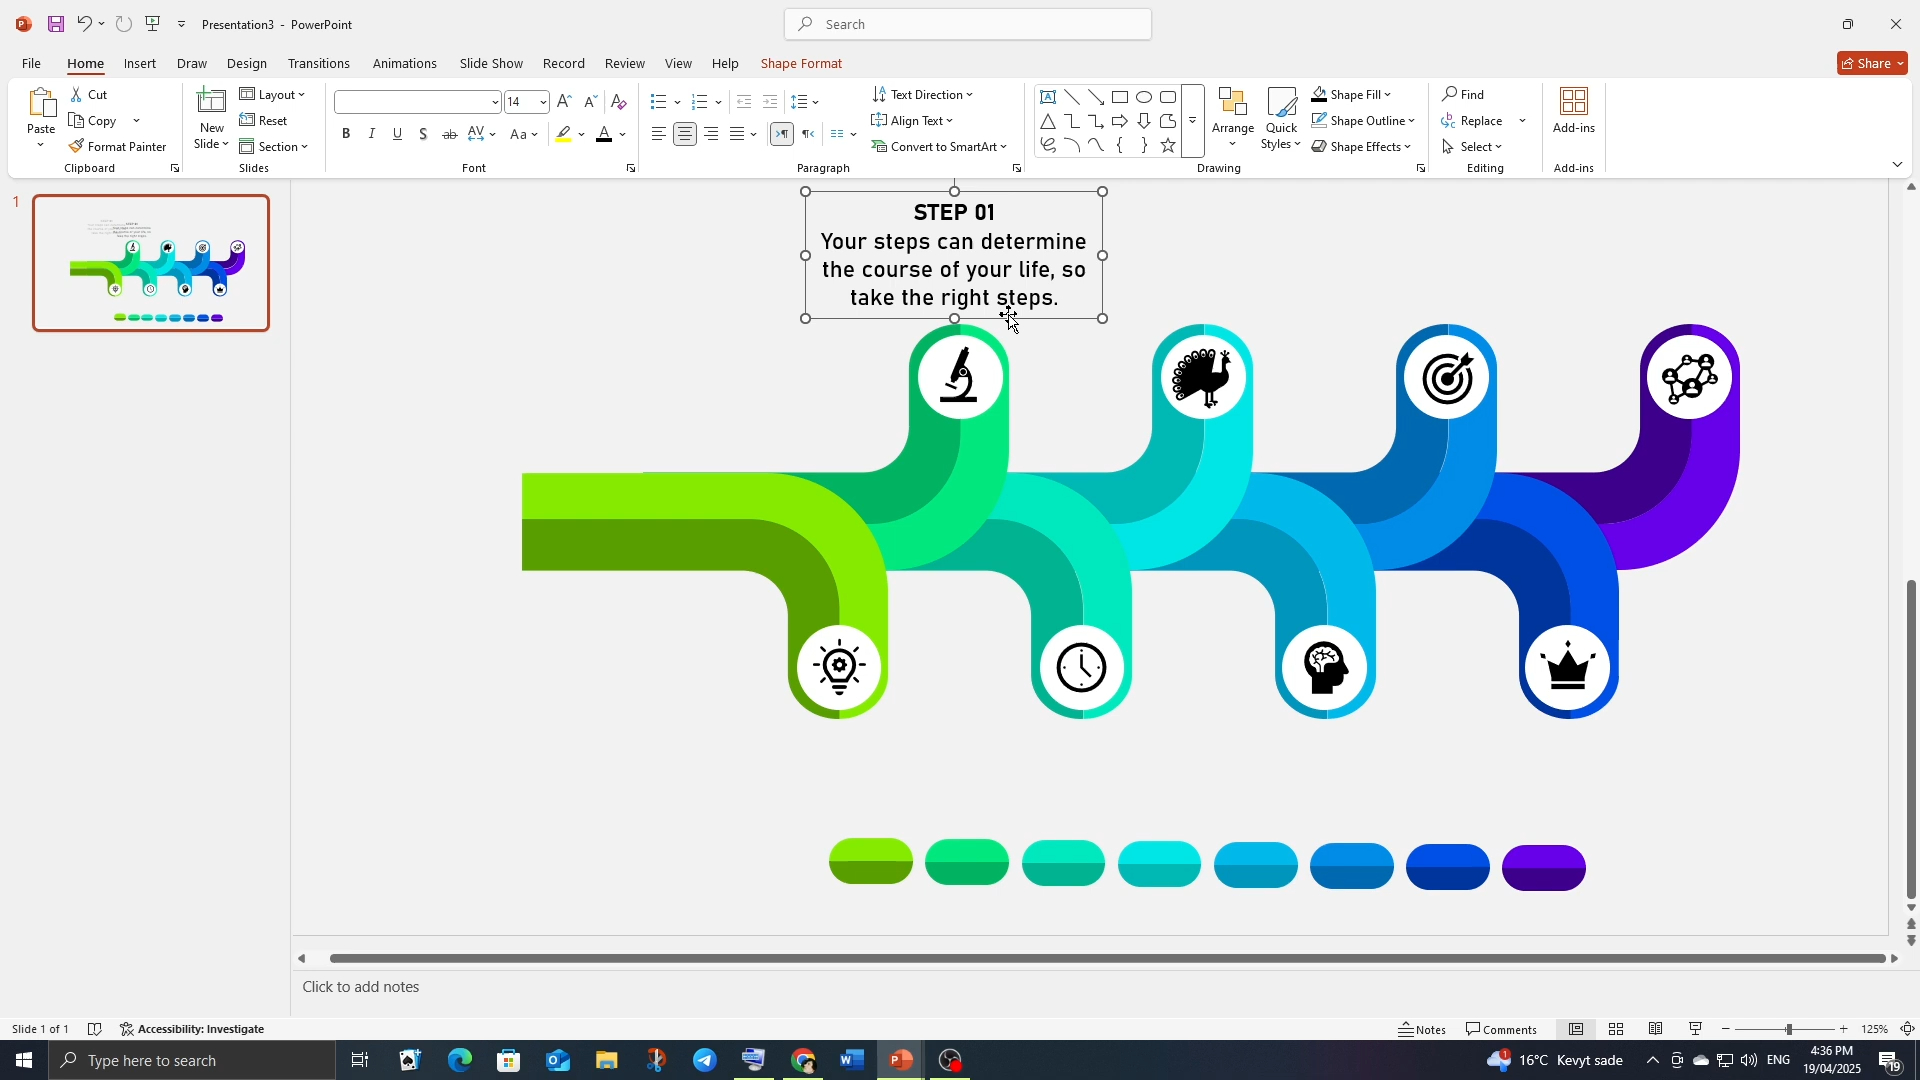 Presentation3 - PowerPoint
Search
File Home Insert Draw Design Transitions Animations Slide Show Record Review View Help Shape Format
Share
Paste
Cut
Copy
Format Painter
Clipboard
New
Slide
Layout
Reset
Section
Slides
14
Font
Paragraph
Text Direction
Align Text
Convert to SmartArt
Arrange
Quick
Styles
Shape Fill
Shape Outline
Shape Effects
Drawing
Find
Replace
Select
Editing
Add-ins
Add-ins
1
STEP 01
Your steps can determine
the course of your life, so
take the right steps.
Click to add notes
Slide 1 of 1
Accessibility: Investigate
Notes
Comments
125%
Type here to search
16°C Kevyt sade
ENG
4:36 PM
19/04/2025
19